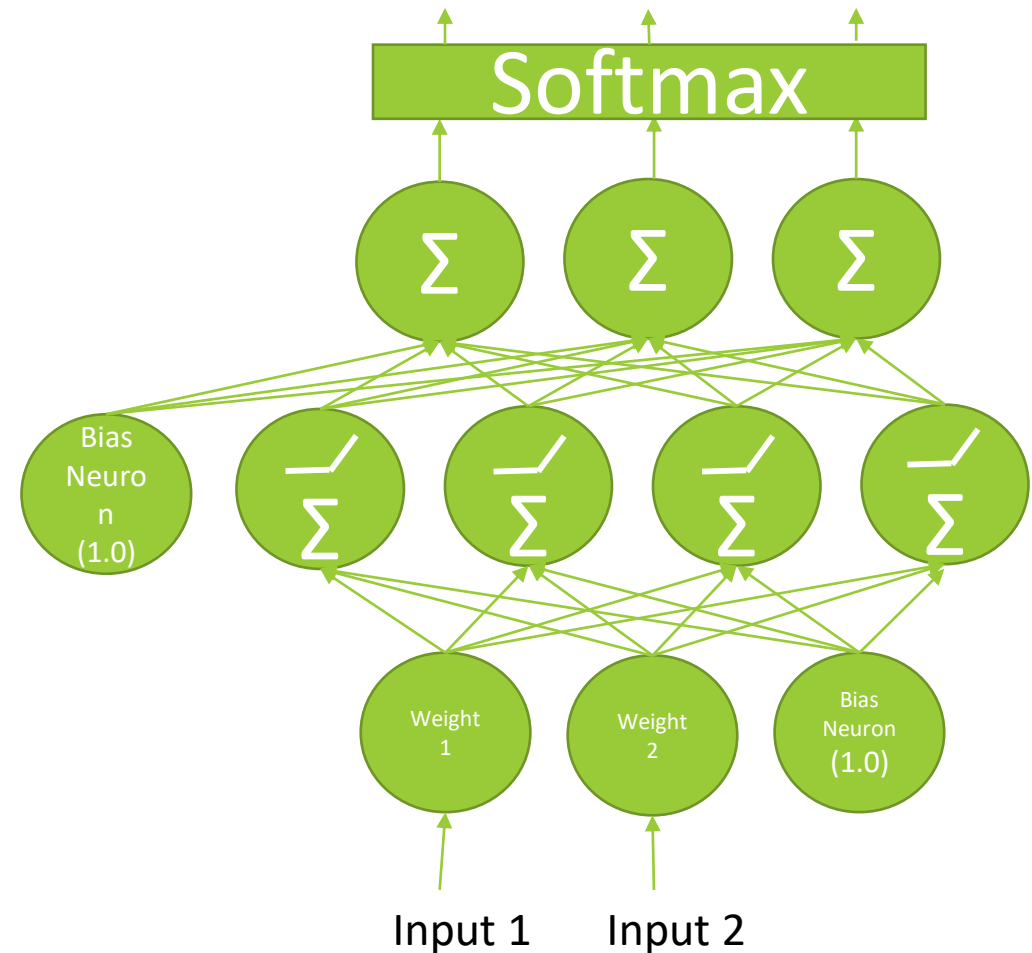 Softmax
Σ Σ Σ
Bias
Neuro
n
(1.0)
Σ Σ Σ Σ
Weight
1
Weight
2
Bias
Neuron
(1.0)
Input 1 Input 2